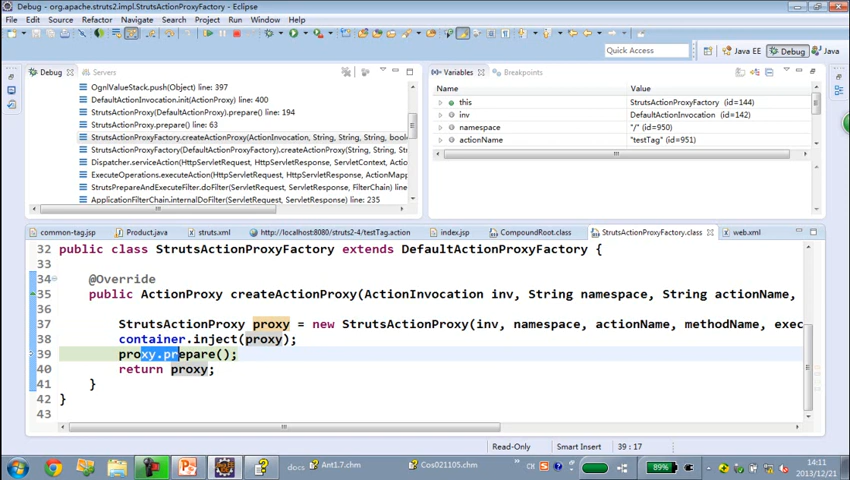 Debug - org.apache.struts2.impl.StrutsActionProxyFactory - Eclipse
File Edit Source Refactor Navigate Search Project Run Window Help
Quick Access
Java EE Debug Java
Debug Servers
OgnlValueStack.push(Object) line: 397
DefaultActionInvocation.init(ActionProxy) line: 400
StrutsActionProxy(DefaultActionProxy).prepare() line: 194
StrutsActionProxy.prepare() line: 63
StrutsActionProxyFactory.createActionProxy(ActionInvocation, String, String, String, bool
StrutsActionProxyFactory(DefaultActionProxyFactory).createActionProxy(String, String, Str
Dispatcher.serviceAction(HttpServletRequest, HttpServletResponse, ServletContext, Action
ExecuteOperations.executeAction(HttpServletRequest, HttpServletResponse, ActionMapp
StrutsPrepareAndExecuteFilter.doFilter(ServletRequest, ServletResponse, FilterChain) line:
ApplicationFilterChain.internalDoFilter(ServletRequest, ServletResponse) line: 235
Variables Breakpoints
Name Value
this StrutsActionProxyFactory (id=144)
inv DefaultActionInvocation (id=142)
namespace "/" (id=950)
actionName "testTag" (id=951)
common-tag.jsp Product.java struts.xml http://localhost:8080/struts2-4/testTag.action index.jsp CompoundRoot.class StrutsActionProxyFactory.class web.xml
32 public class StrutsActionProxyFactory extends DefaultActionProxyFactory {
33
34 @Override
35 public ActionProxy createActionProxy(ActionInvocation inv, String namespace, String actionName,
36
37 StrutsActionProxy proxy = new StrutsActionProxy(inv, namespace, actionName, methodName, exec
38 container.inject(proxy);
39 proxy.prepare();
40 return proxy;
41 }
42 }
43
Read-Only Smart Insert 39 : 17
docs Ant1.7.chm Cos021105.chm CH 89% 14:11
2013/12/21